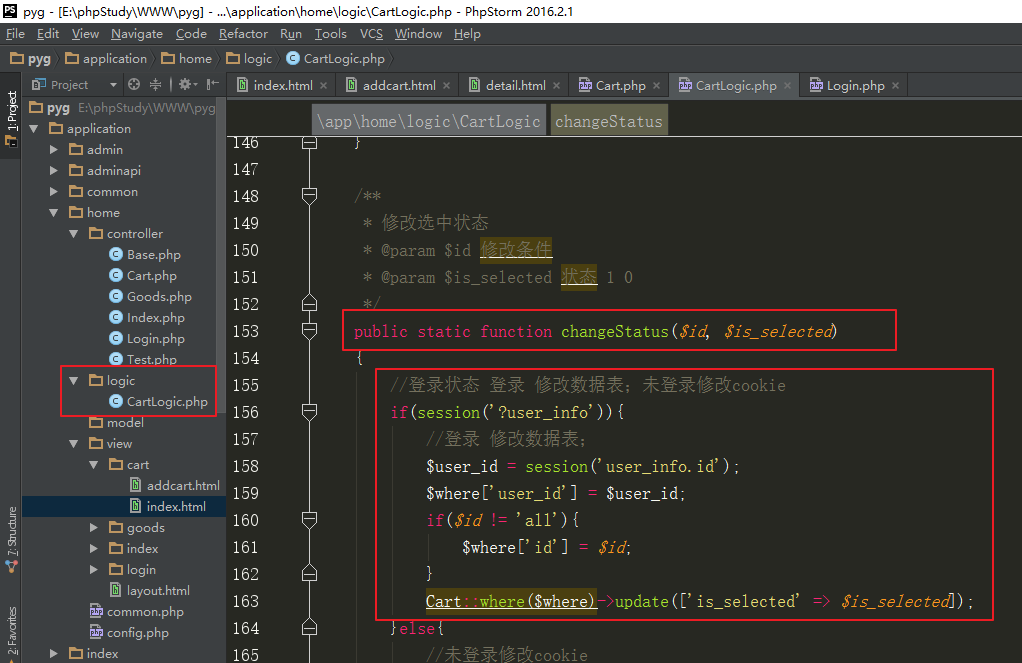 pyg - [E:\phpStudy\WWW\pyg] - ...\application\home\logic\CartLogic.php - PhpStorm 2016.2.1
File Edit View Navigate Code Refactor Run Tools VCS Window Help
pyg application home logic CartLogic.php
Project
index.html addcart.html detail.html Cart.php CartLogic.php Login.php
1: Project
7: Structure
2: Favorites
pyg E:\phpStudy\WWW\pyg
application
admin
adminapi
common
home
controller
Base.php
Cart.php
Goods.php
Index.php
Login.php
Test.php
logic
CartLogic.php
model
view
cart
addcart.html
index.html
goods
index
login
layout.html
common.php
config.php
index
\app\home\logic\CartLogic changeStatus
146 }
147
148 /**
149 * 修改选中状态
150 * @param $id 修改条件
151 * @param $is_selected 状态 1 0
152 */
153 public static function changeStatus($id, $is_selected)
154 {
155 //登录状态 登录 修改数据表；未登录修改cookie
156 if(session('?user_info')){
157 //登录 修改数据表；
158 $user_id = session('user_info.id');
159 $where['user_id'] = $user_id;
160 if($id != 'all'){
161 $where['id'] = $id;
162 }
163 Cart::where($where)->update(['is_selected' => $is_selected]);
164 }else{
165 //未登录修改cookie